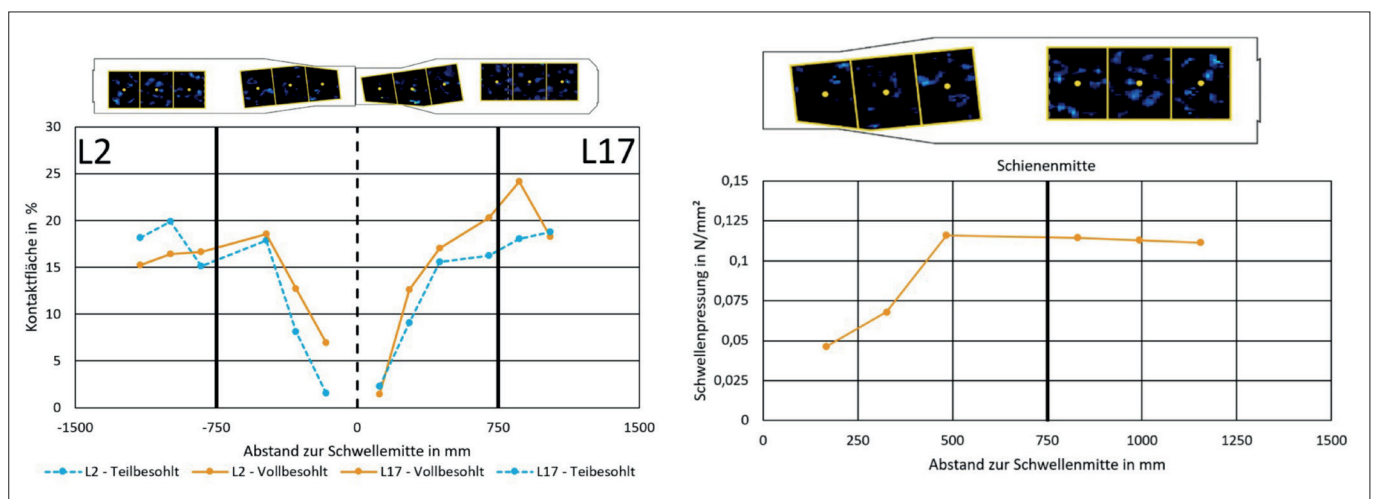 L2
L17
Kontaktfläche in %
30
25
20
15
10
5
0
-1500
-750
0
750
1500
Abstand zur Schwellemitte in mm
L2 - Teilbesohlt
L2 - Vollbesohlt
L17 - Vollbesohlt
L17 - Teibesohlt
Schienenmitte
Schwellenpressung in N/mm²
0,15
0,125
0,1
0,075
0,05
0,025
0
0
250
500
750
1000
1250
1500
Abstand zur Schwellenmitte in mm